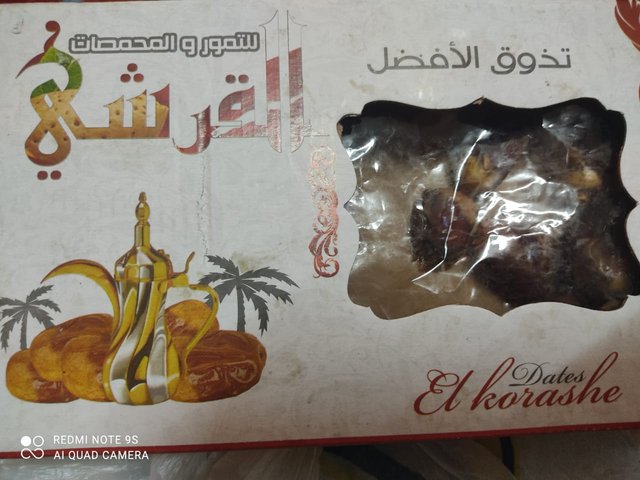 للتمور و المحمصات
القرشي
تذوق الأفضل
Dates
El korashe
REDMI NOTE 9S
AI QUAD CAMERA